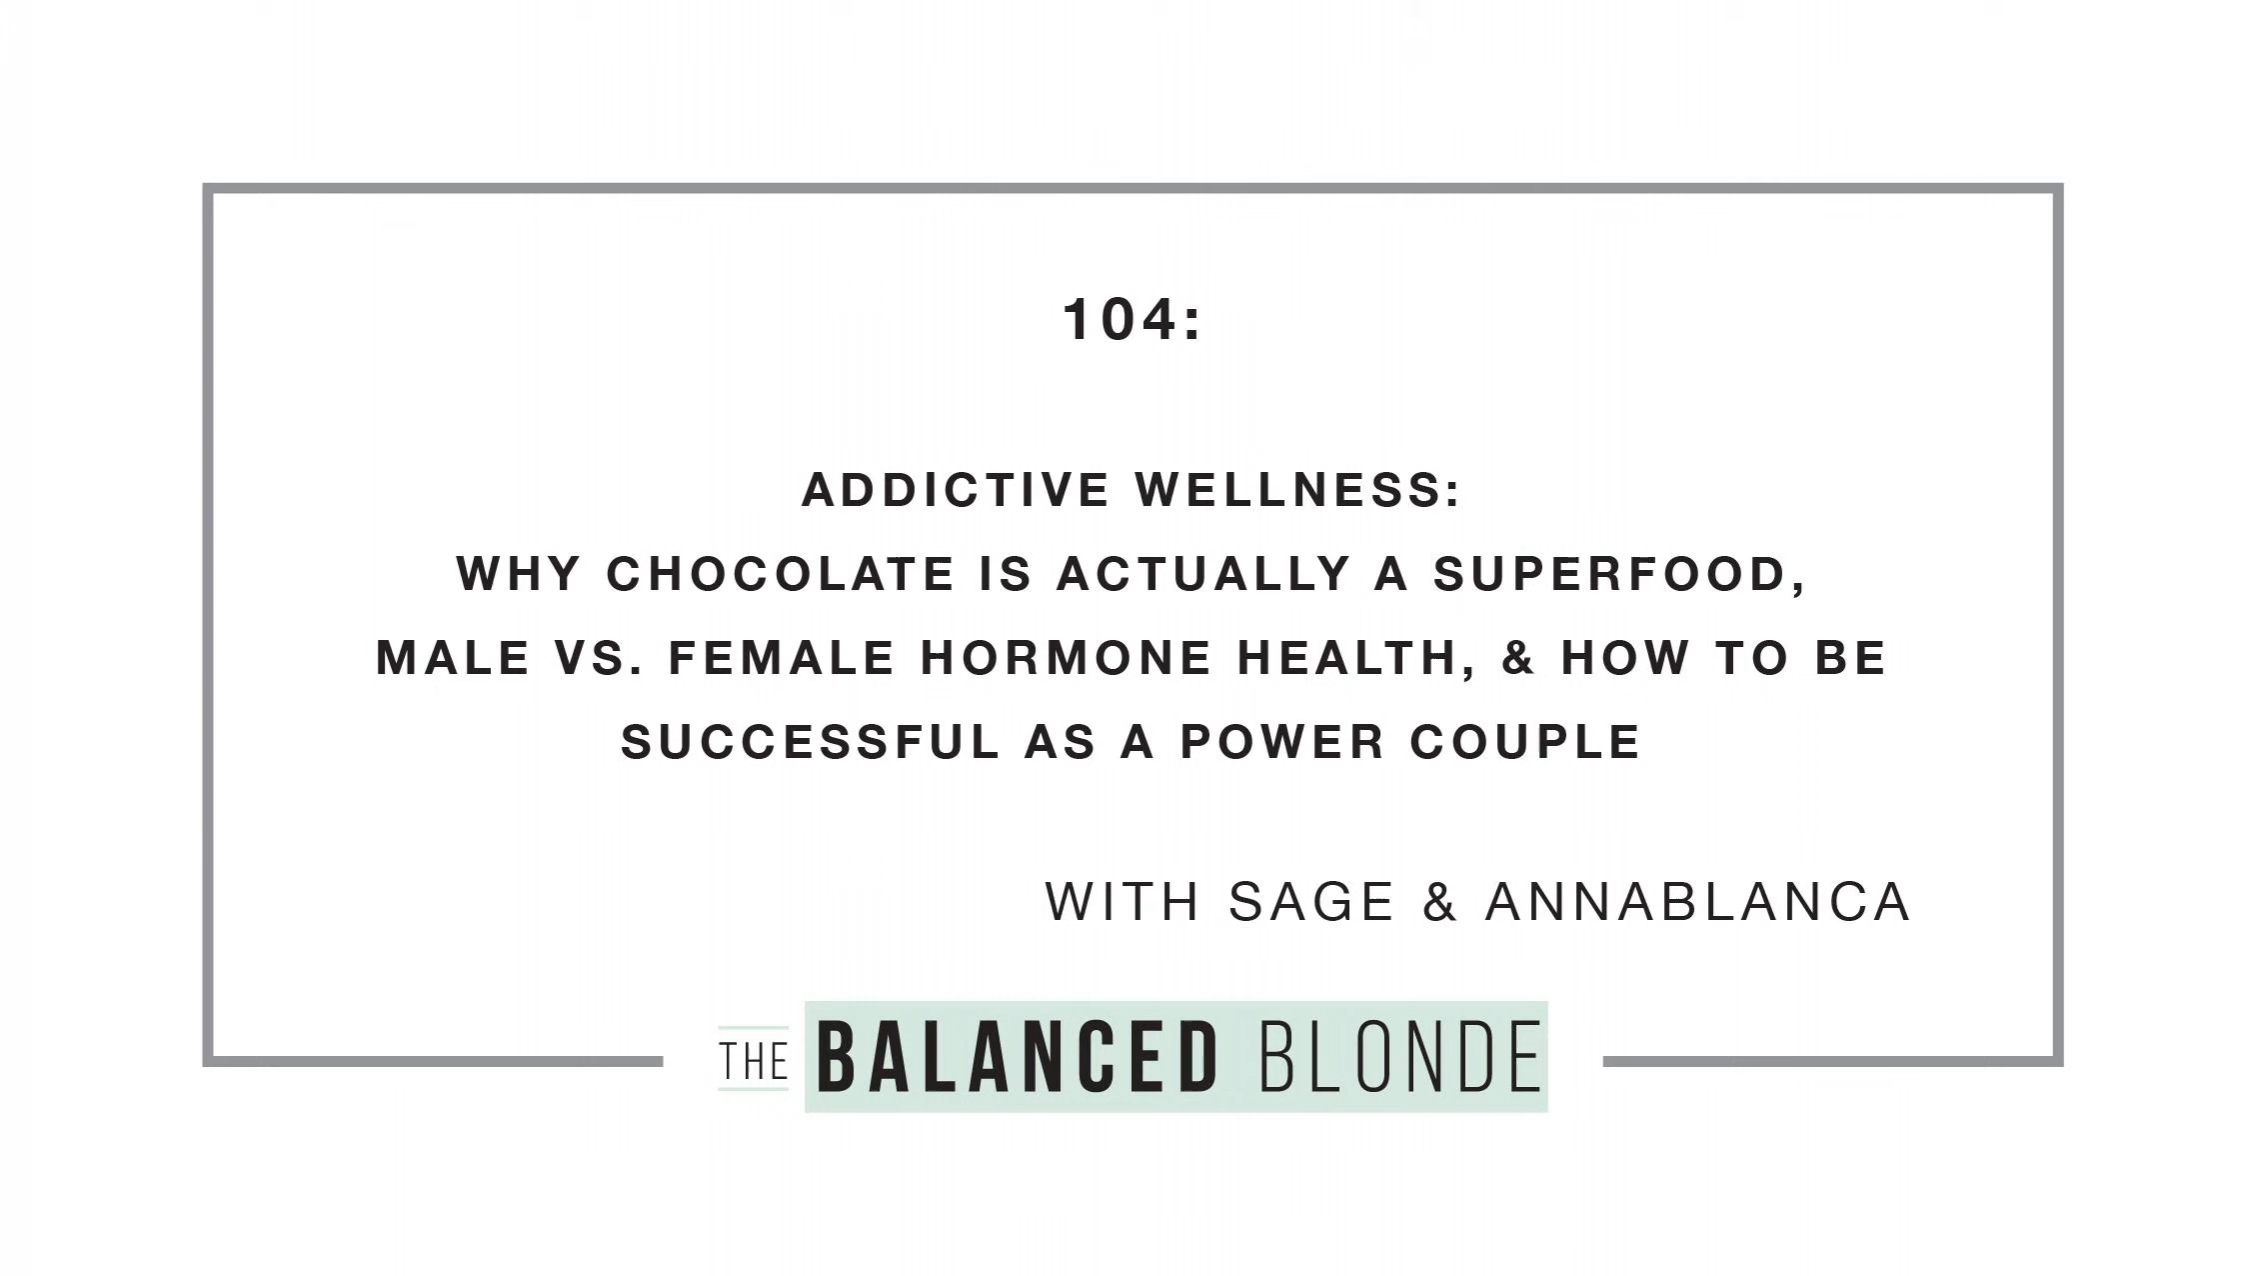 104:
ADDICTIVE WELLNESS:
WHY CHOCOLATE IS ACTUALLY A SUPERFOOD,
MALE VS. FEMALE HORMONE HEALTH, & HOW TO BE
SUCCESSFUL AS A POWER COUPLE
WITH SAGE & ANNABLANCA
THE BALANCED BLONDE